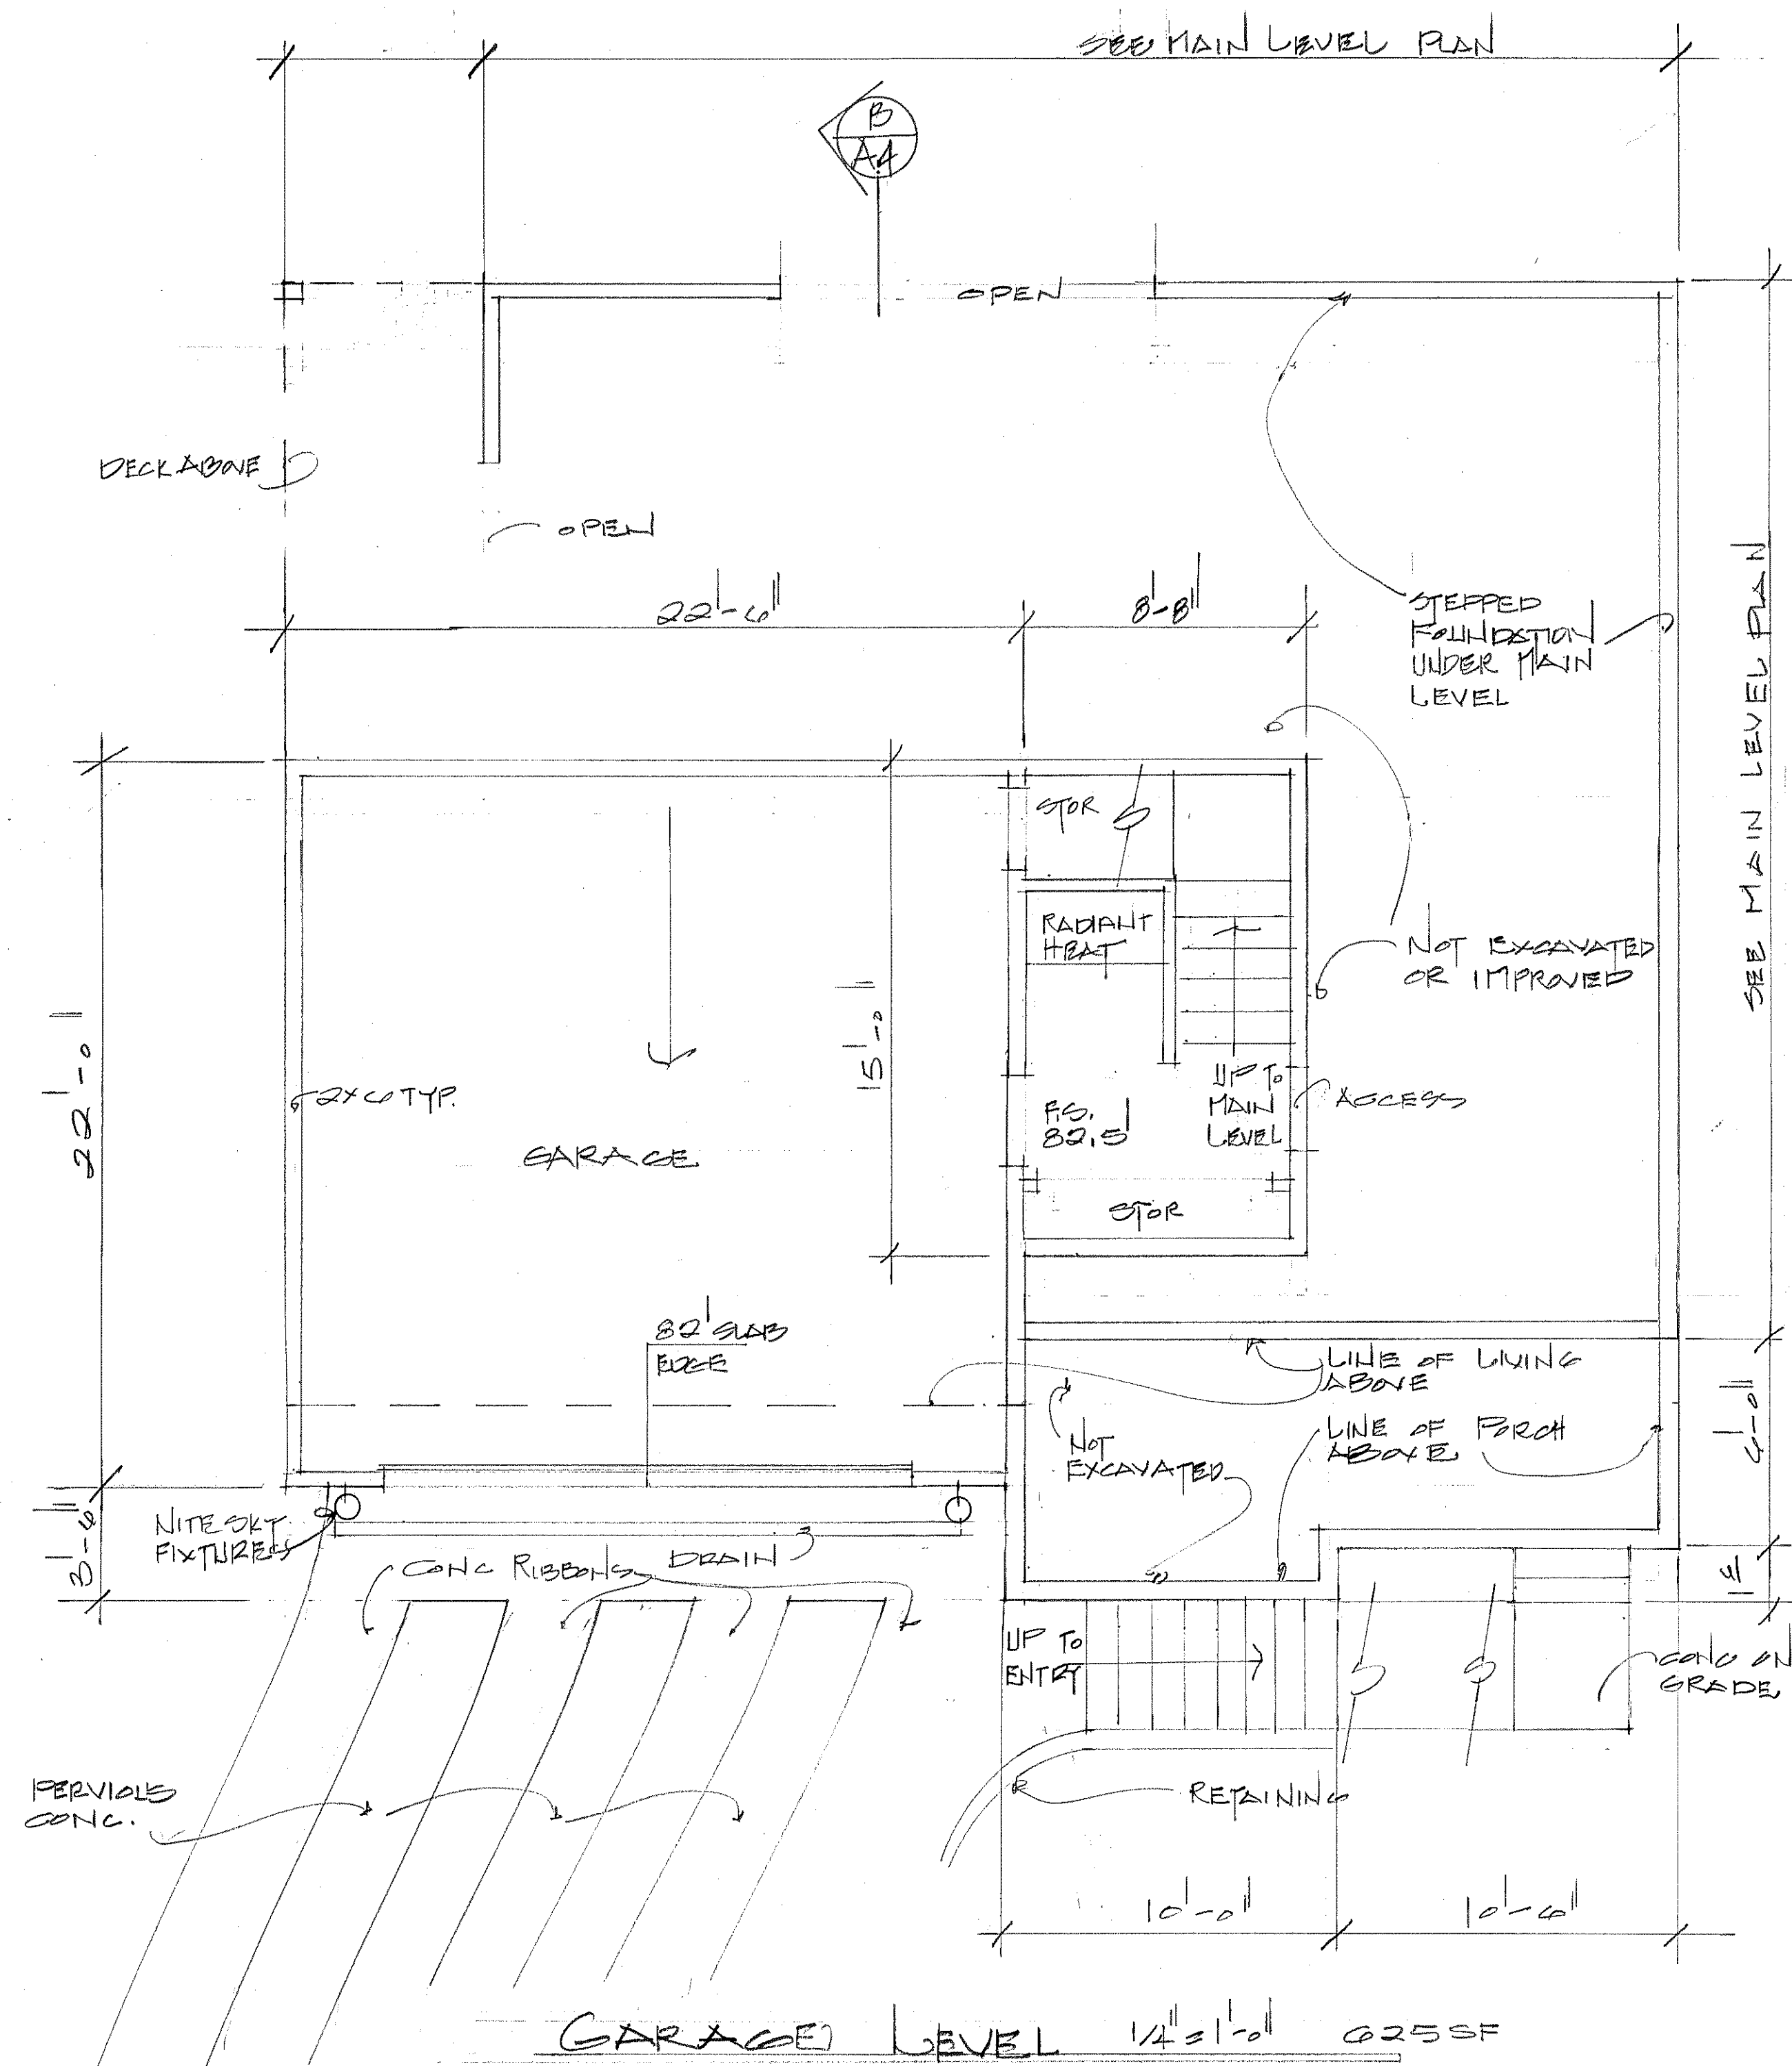 SEE MAIN LEVEL PLAN
B
A4
OPEN
DECK ABOVE
OPEN
22'-6"
8'-8"
STEPPED
FOUNDATION
UNDER MAIN
LEVEL
SEE MAIN LEVEL PLAN
STOR
RADIANT
HEAT
NOT EXCAVATED
OR IMPROVED
22'-0"
15'-0"
2X6 TYP.
GARAGE
F.S.
82.5'
UP TO
MAIN
LEVEL
ACCESS
STOR
82' SLAB
EDGE
LINE OF LIVING
ABOVE
NOT
EXCAVATED
LINE OF PORCH
ABOVE
6'-0"
3'-6"
NITE SKY
FIXTURES
CONC RIBBONS
DRAIN
UP TO
ENTRY
CONC ON
GRADE
PERVIOUS
CONC.
RETAINING
10'-0"
10'-6"
GARAGE LEVEL 1/4"=1'-0" 625 SF